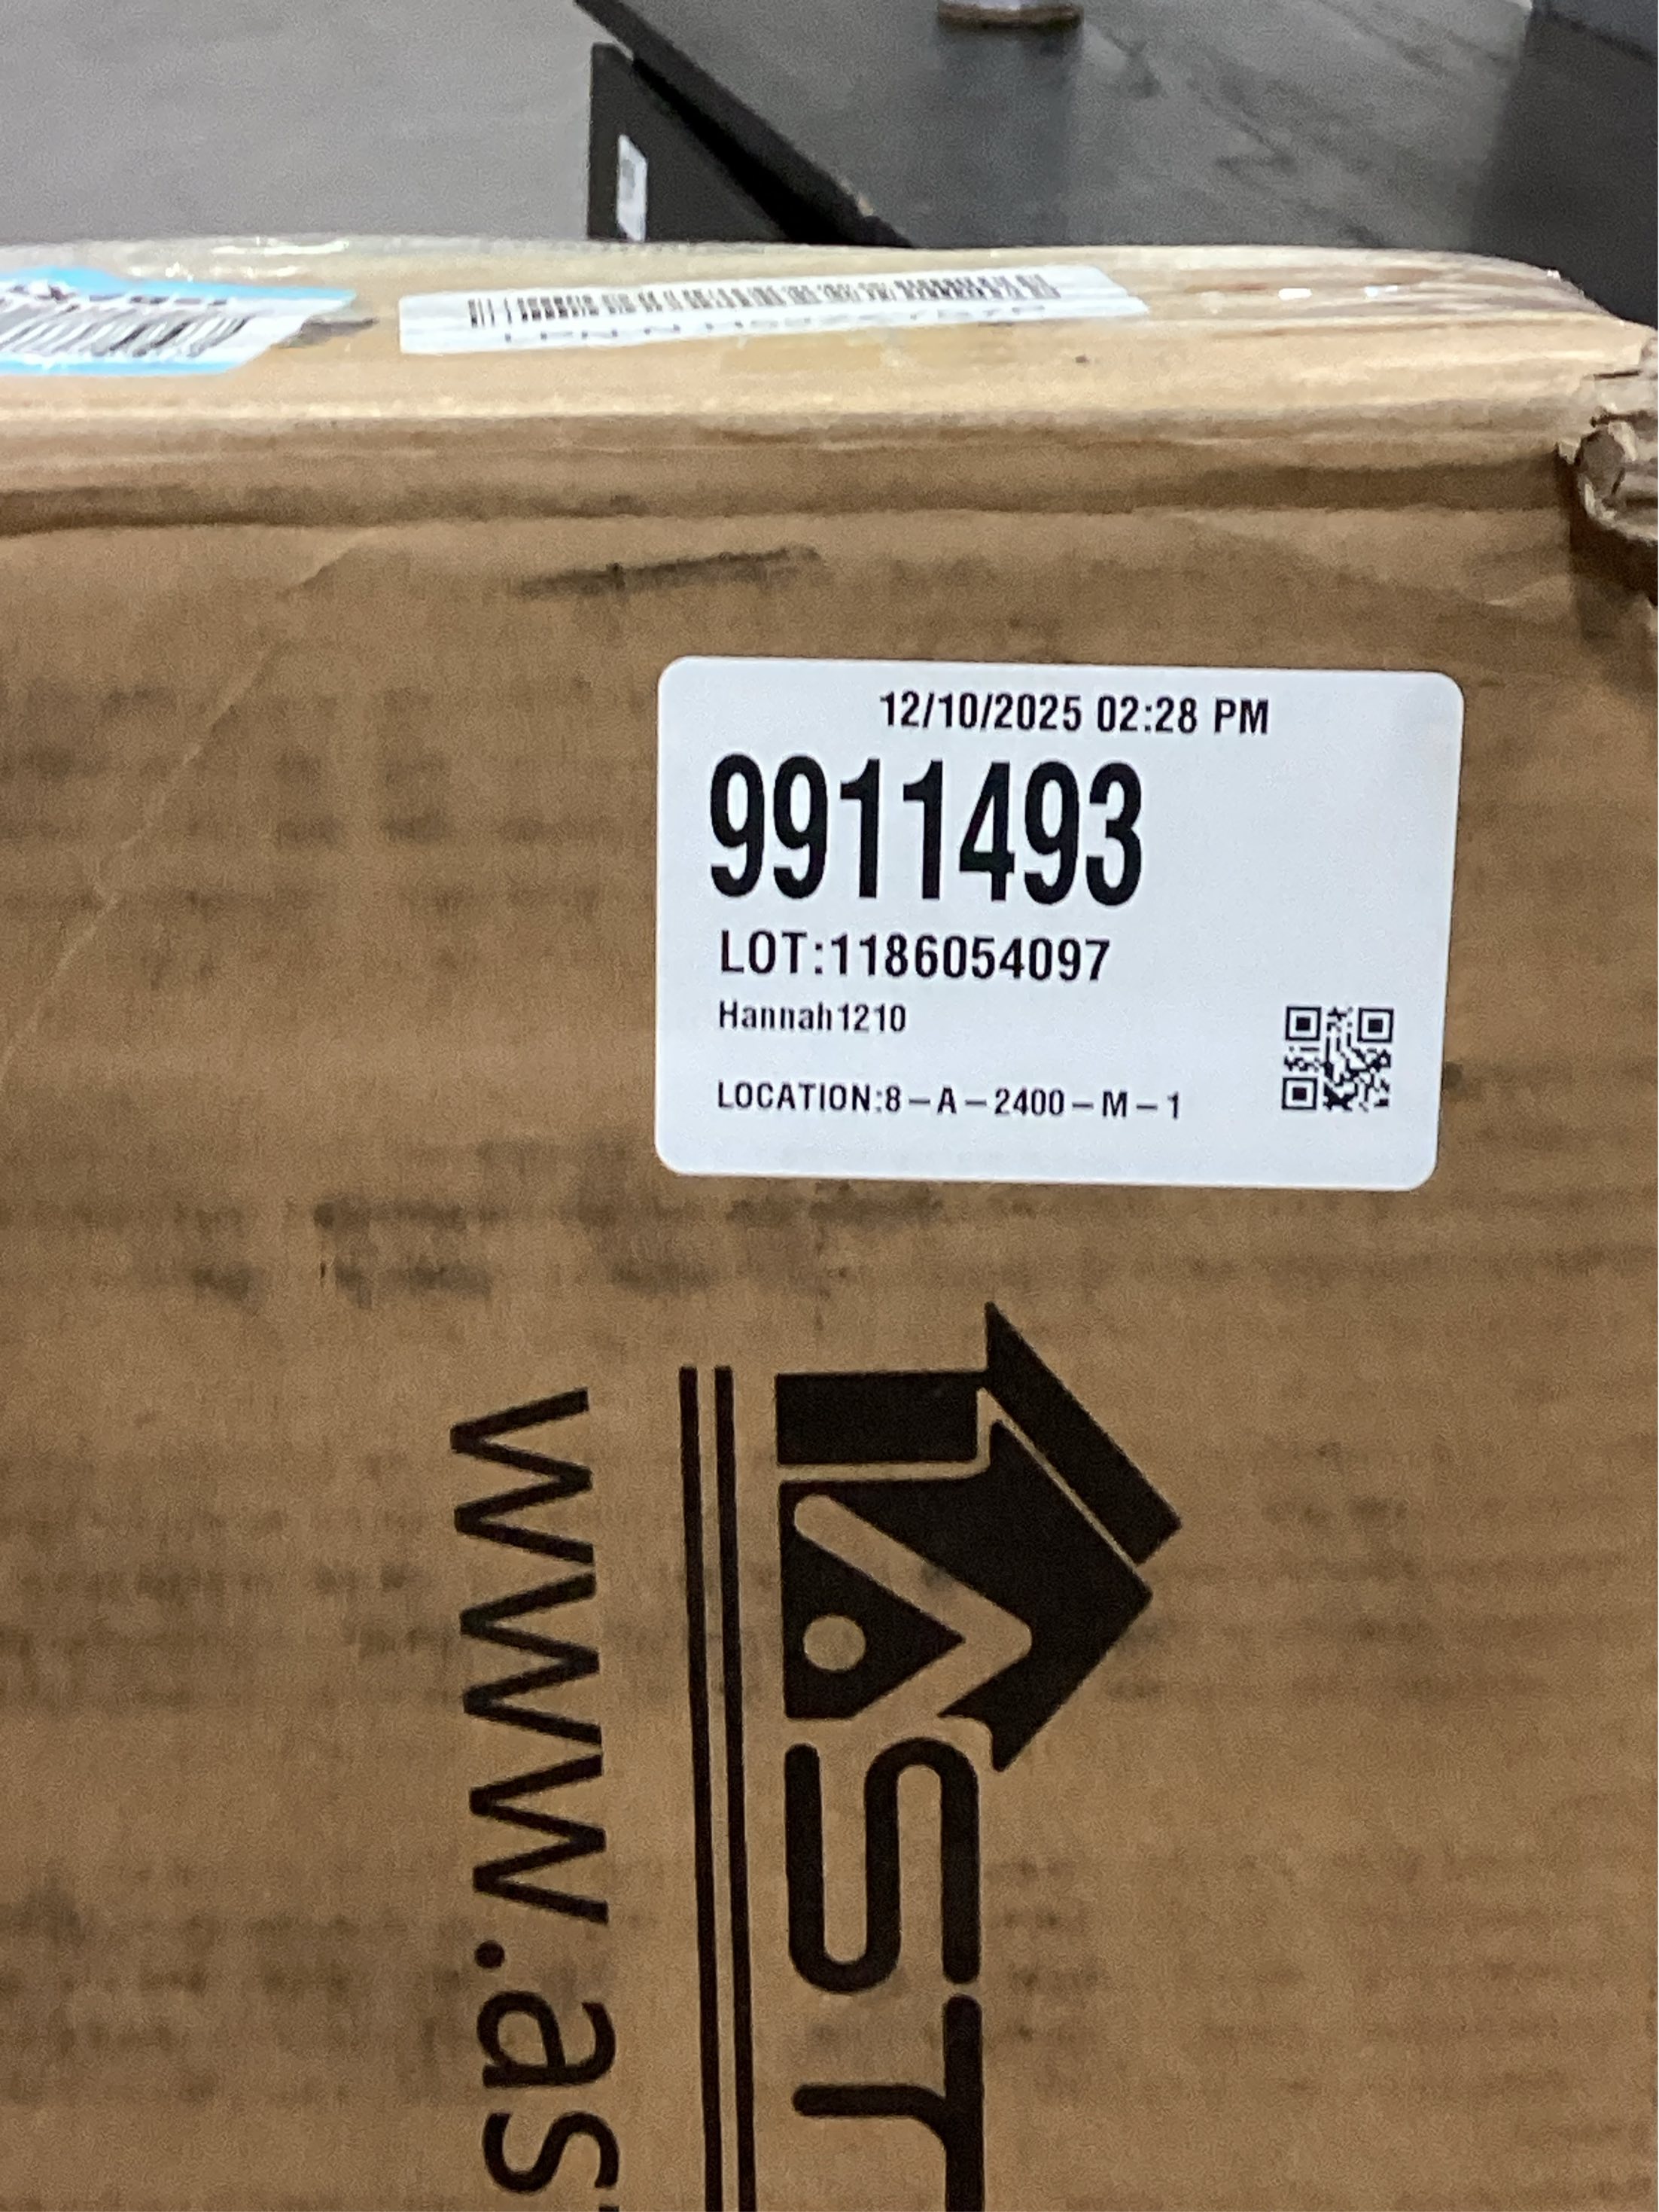 12/10/2025 02:28 PM
9911493
LOT:1186054097
Hannah1210
LOCATION:8-A-2400-M-1
AST
www.as